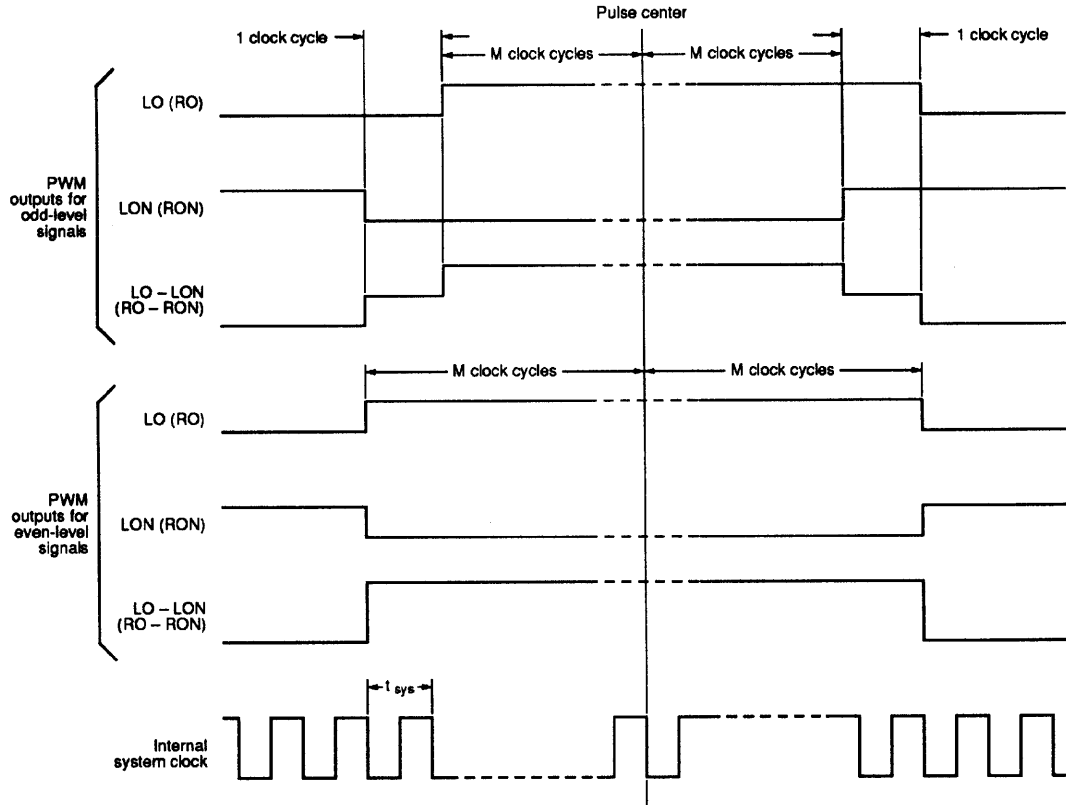 Pulse center
1 clock cycle
1 clock cycle
M clock cycles
M clock cycles
LO (RO)
PWM
outputs for
odd-level
signals
LON (RON)
LO – LON
(RO – RON)
M clock cycles
M clock cycles
LO (RO)
PWM
outputs for
even-level
signals
LON (RON)
LO – LON
(RO – RON)
t sys
Internal
system clock